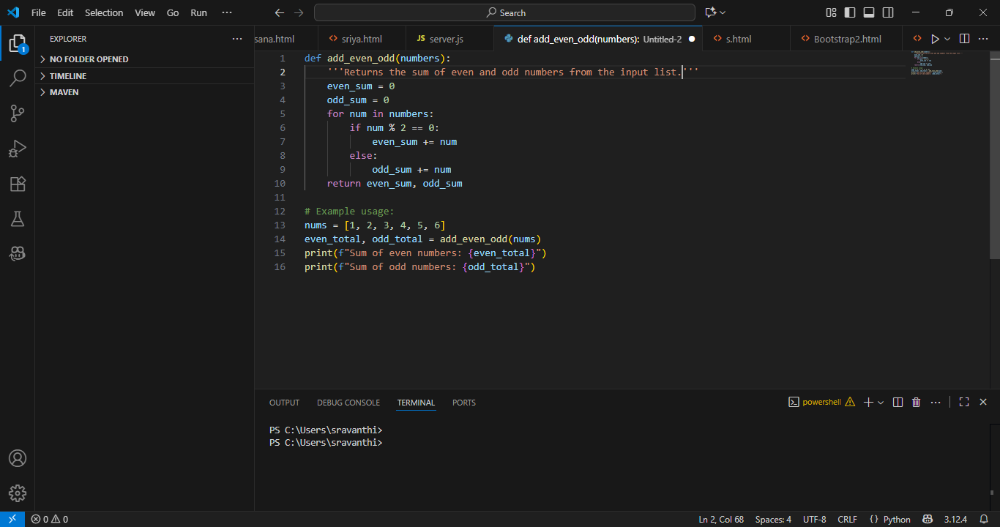 File Edit Selection View Go Run ··· Search
EXPLORER ···
NO FOLDER OPENED
TIMELINE
MAVEN
1
sana.html sriya.html JS server.js def add_even_odd(numbers): Untitled-2 s.html Bootstrap2.html ···
1 def add_even_odd(numbers):
2 '''Returns the sum of even and odd numbers from the input list.'''
3 even_sum = 0
4 odd_sum = 0
5 for num in numbers:
6 if num % 2 == 0:
7 even_sum += num
8 else:
9 odd_sum += num
10 return even_sum, odd_sum
11
12 # Example usage:
13 nums = [1, 2, 3, 4, 5, 6]
14 even_total, odd_total = add_even_odd(nums)
15 print(f"Sum of even numbers: {even_total}")
16 print(f"Sum of odd numbers: {odd_total}")
OUTPUT DEBUG CONSOLE TERMINAL PORTS powershell ···
PS C:\Users\sravanthi>
PS C:\Users\sravanthi>
0 0 Ln 2, Col 68 Spaces: 4 UTF-8 CRLF {} Python 3.12.4